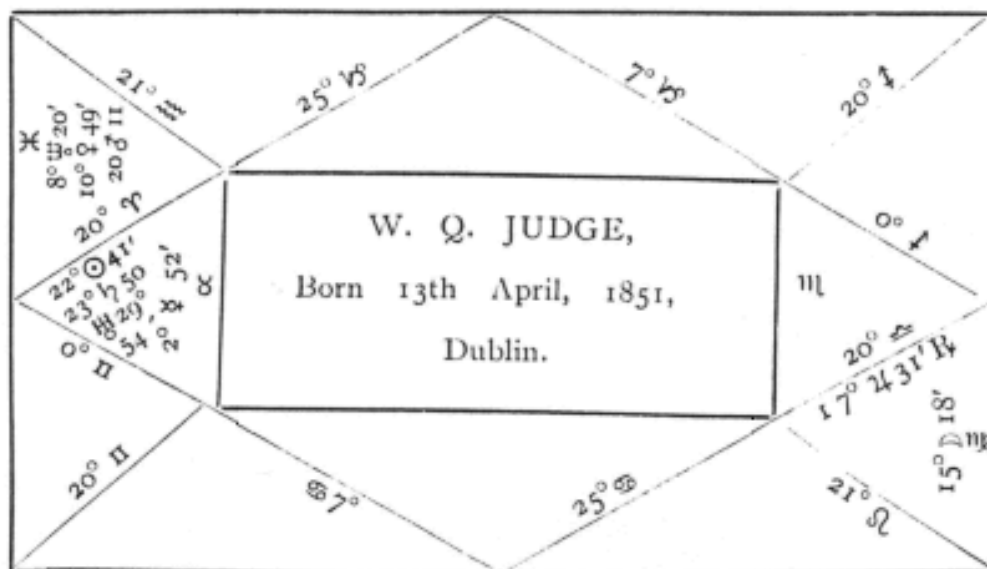 21° ♒
25° ♑
7° ♑
20° ♐
♓
8° ♆ 20'
10° ♀ 49'
20 ♂ 11
20° ♈
0° ♐
22° ☉ 41'
23° ♄ 50
♅ 29°
54'
2° ☿ 52'
♉
W. Q. JUDGE,
Born 13th April, 1851,
Dublin.
♏
0° ♊
20° ♎
17° ♃ 31' ℞
15° ☽ 18'
♍
20° ♊
♋ 7°
25° ♋
21° ♌